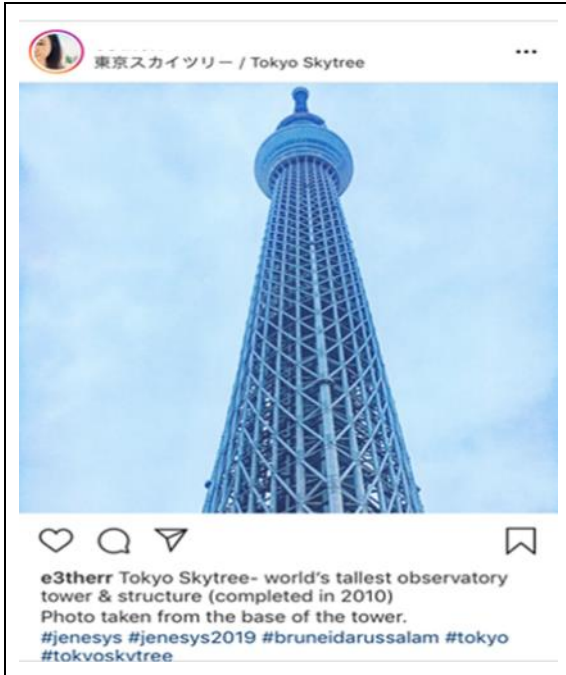 東京スカイツリー / Tokyo Skytree
e3therr Tokyo Skytree- world's tallest observatory
tower & structure (completed in 2010)
Photo taken from the base of the tower.
#jenesys #jenesys2019 #bruneidarussalam #tokyo
#tokyoskytree